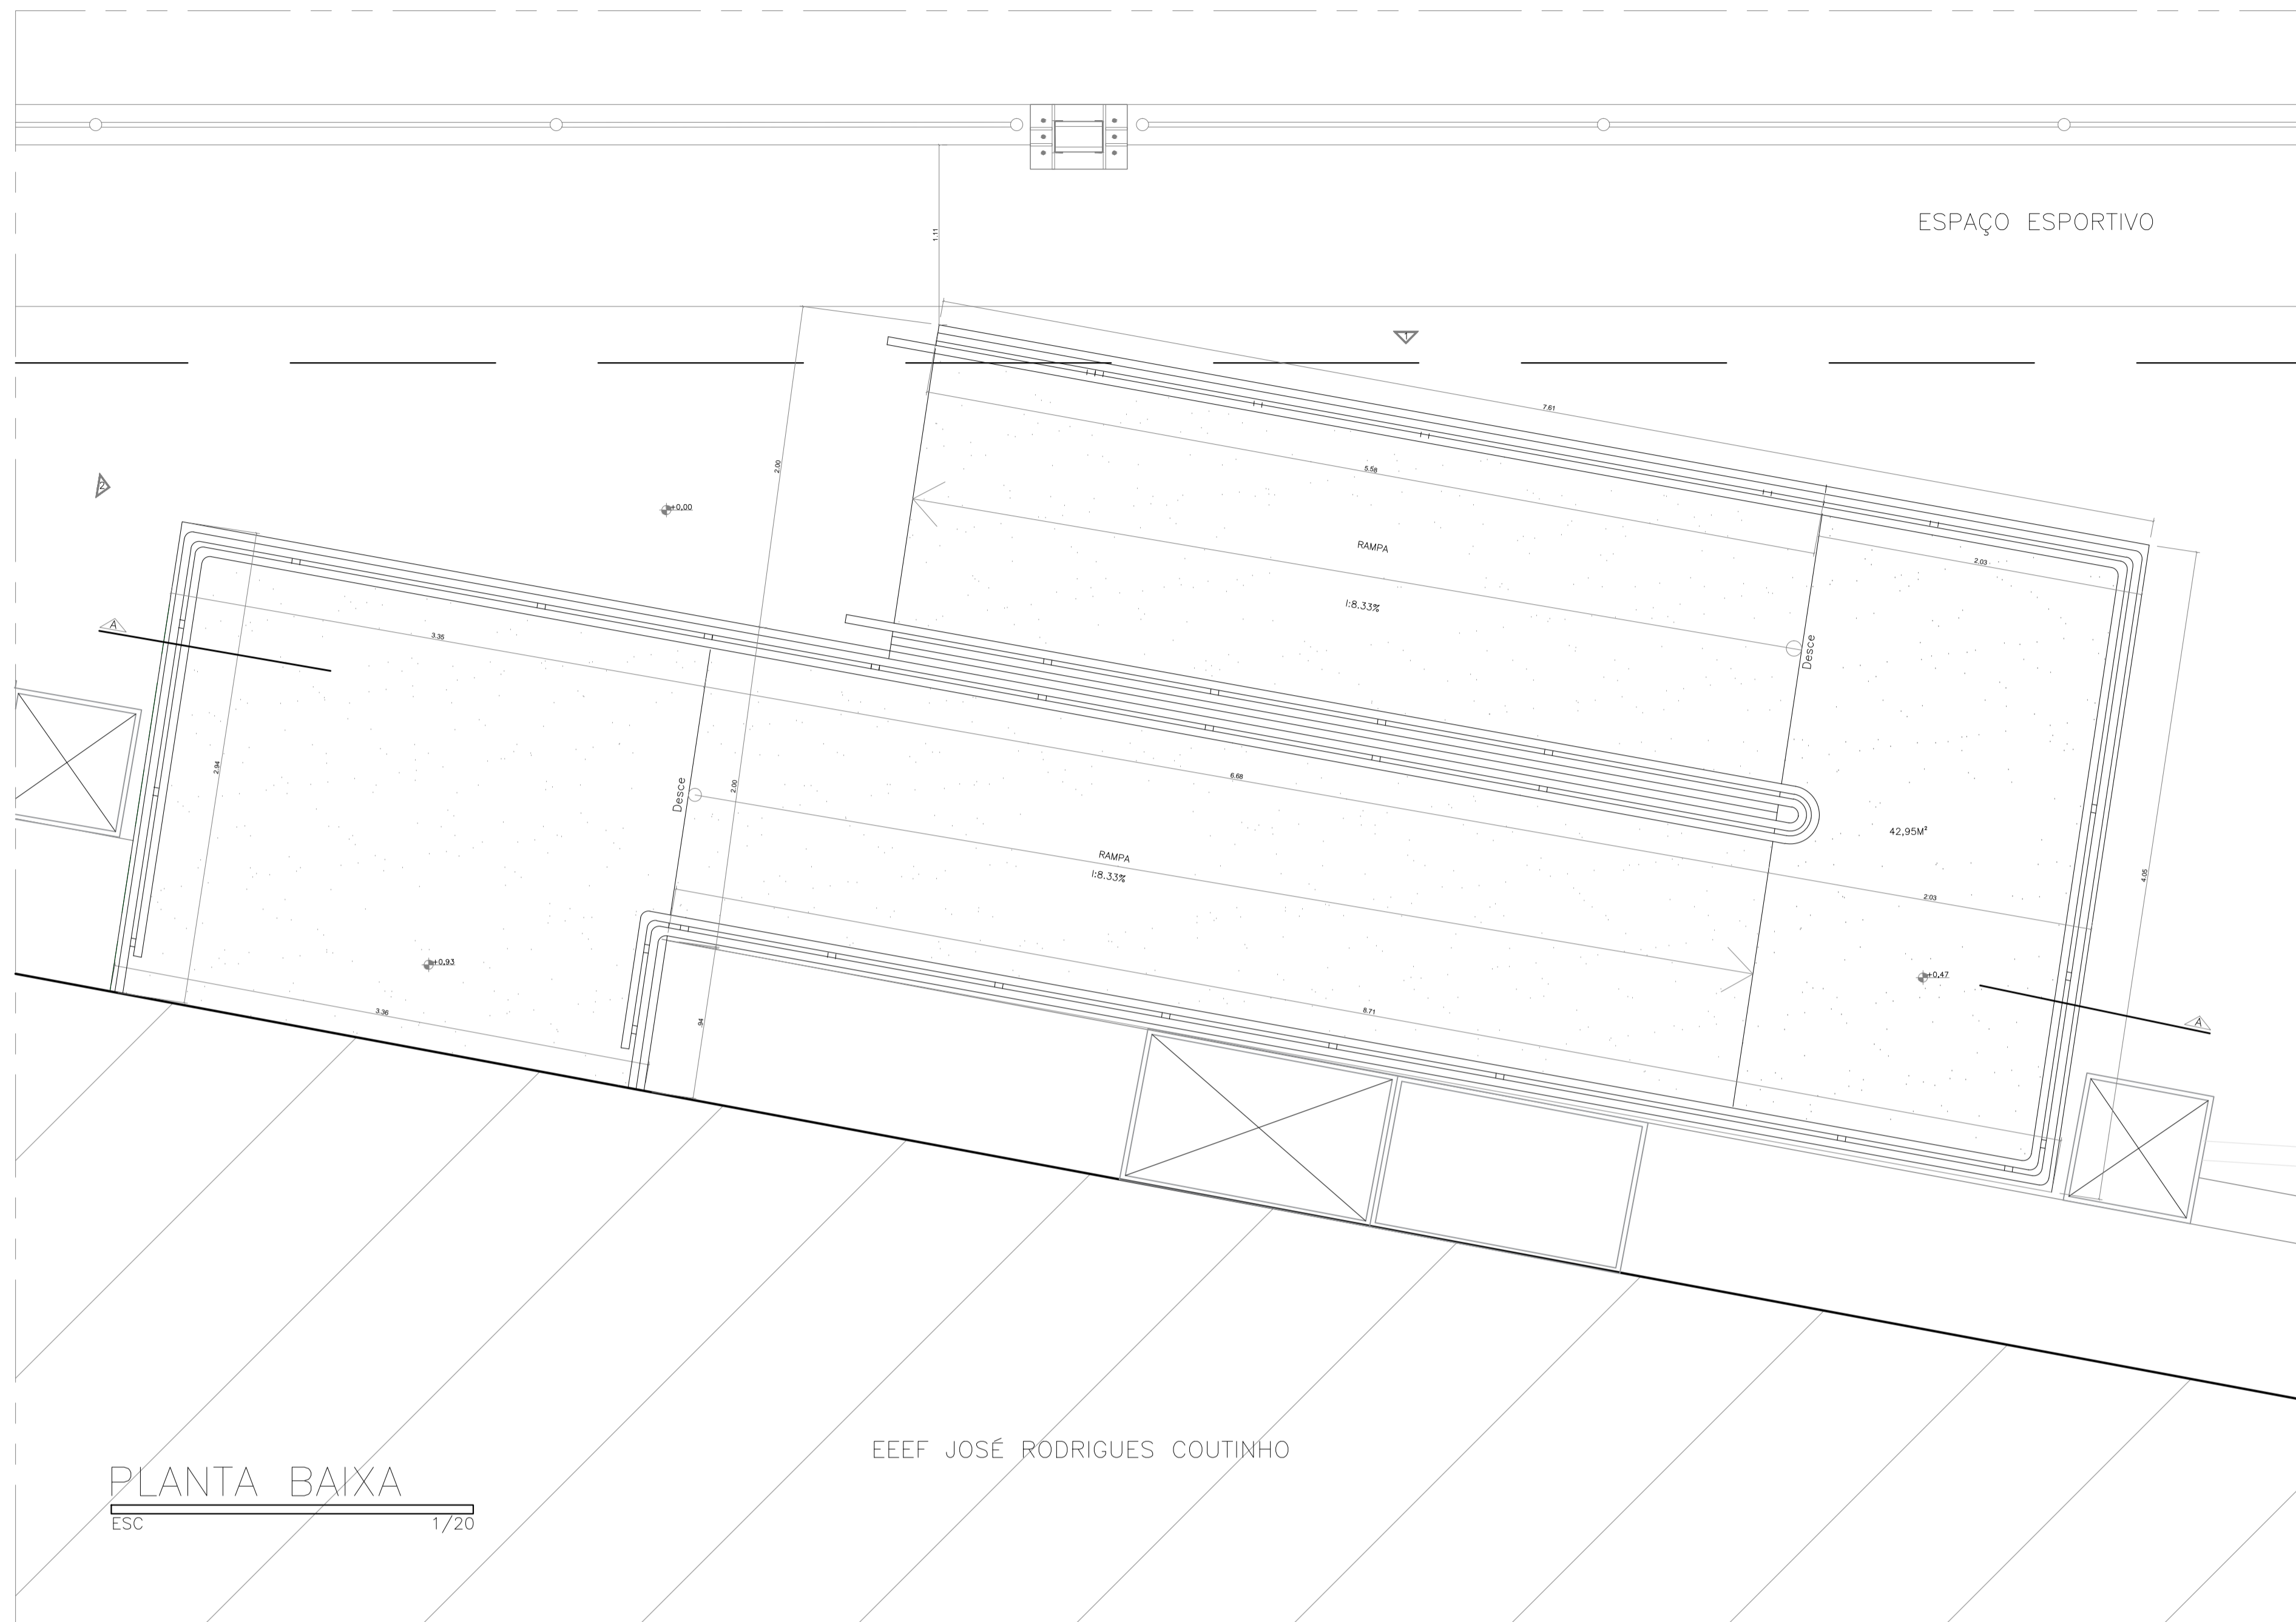 ESPAÇO ESPORTIVO
1.11
1
7.61
2.00
5.58
2
+0,00
RAMPA
2.03
I:8.33%
A
3.35
Desce
2.94
6.68
Desce
2.00
42,95M²
RAMPA
I:8.33%
4.05
2.03
+0,93
+0,47
3.36
.94
8.71
A
EEEF JOSÉ RODRIGUES COUTINHO
PLANTA BAIXA
ESC 1/20